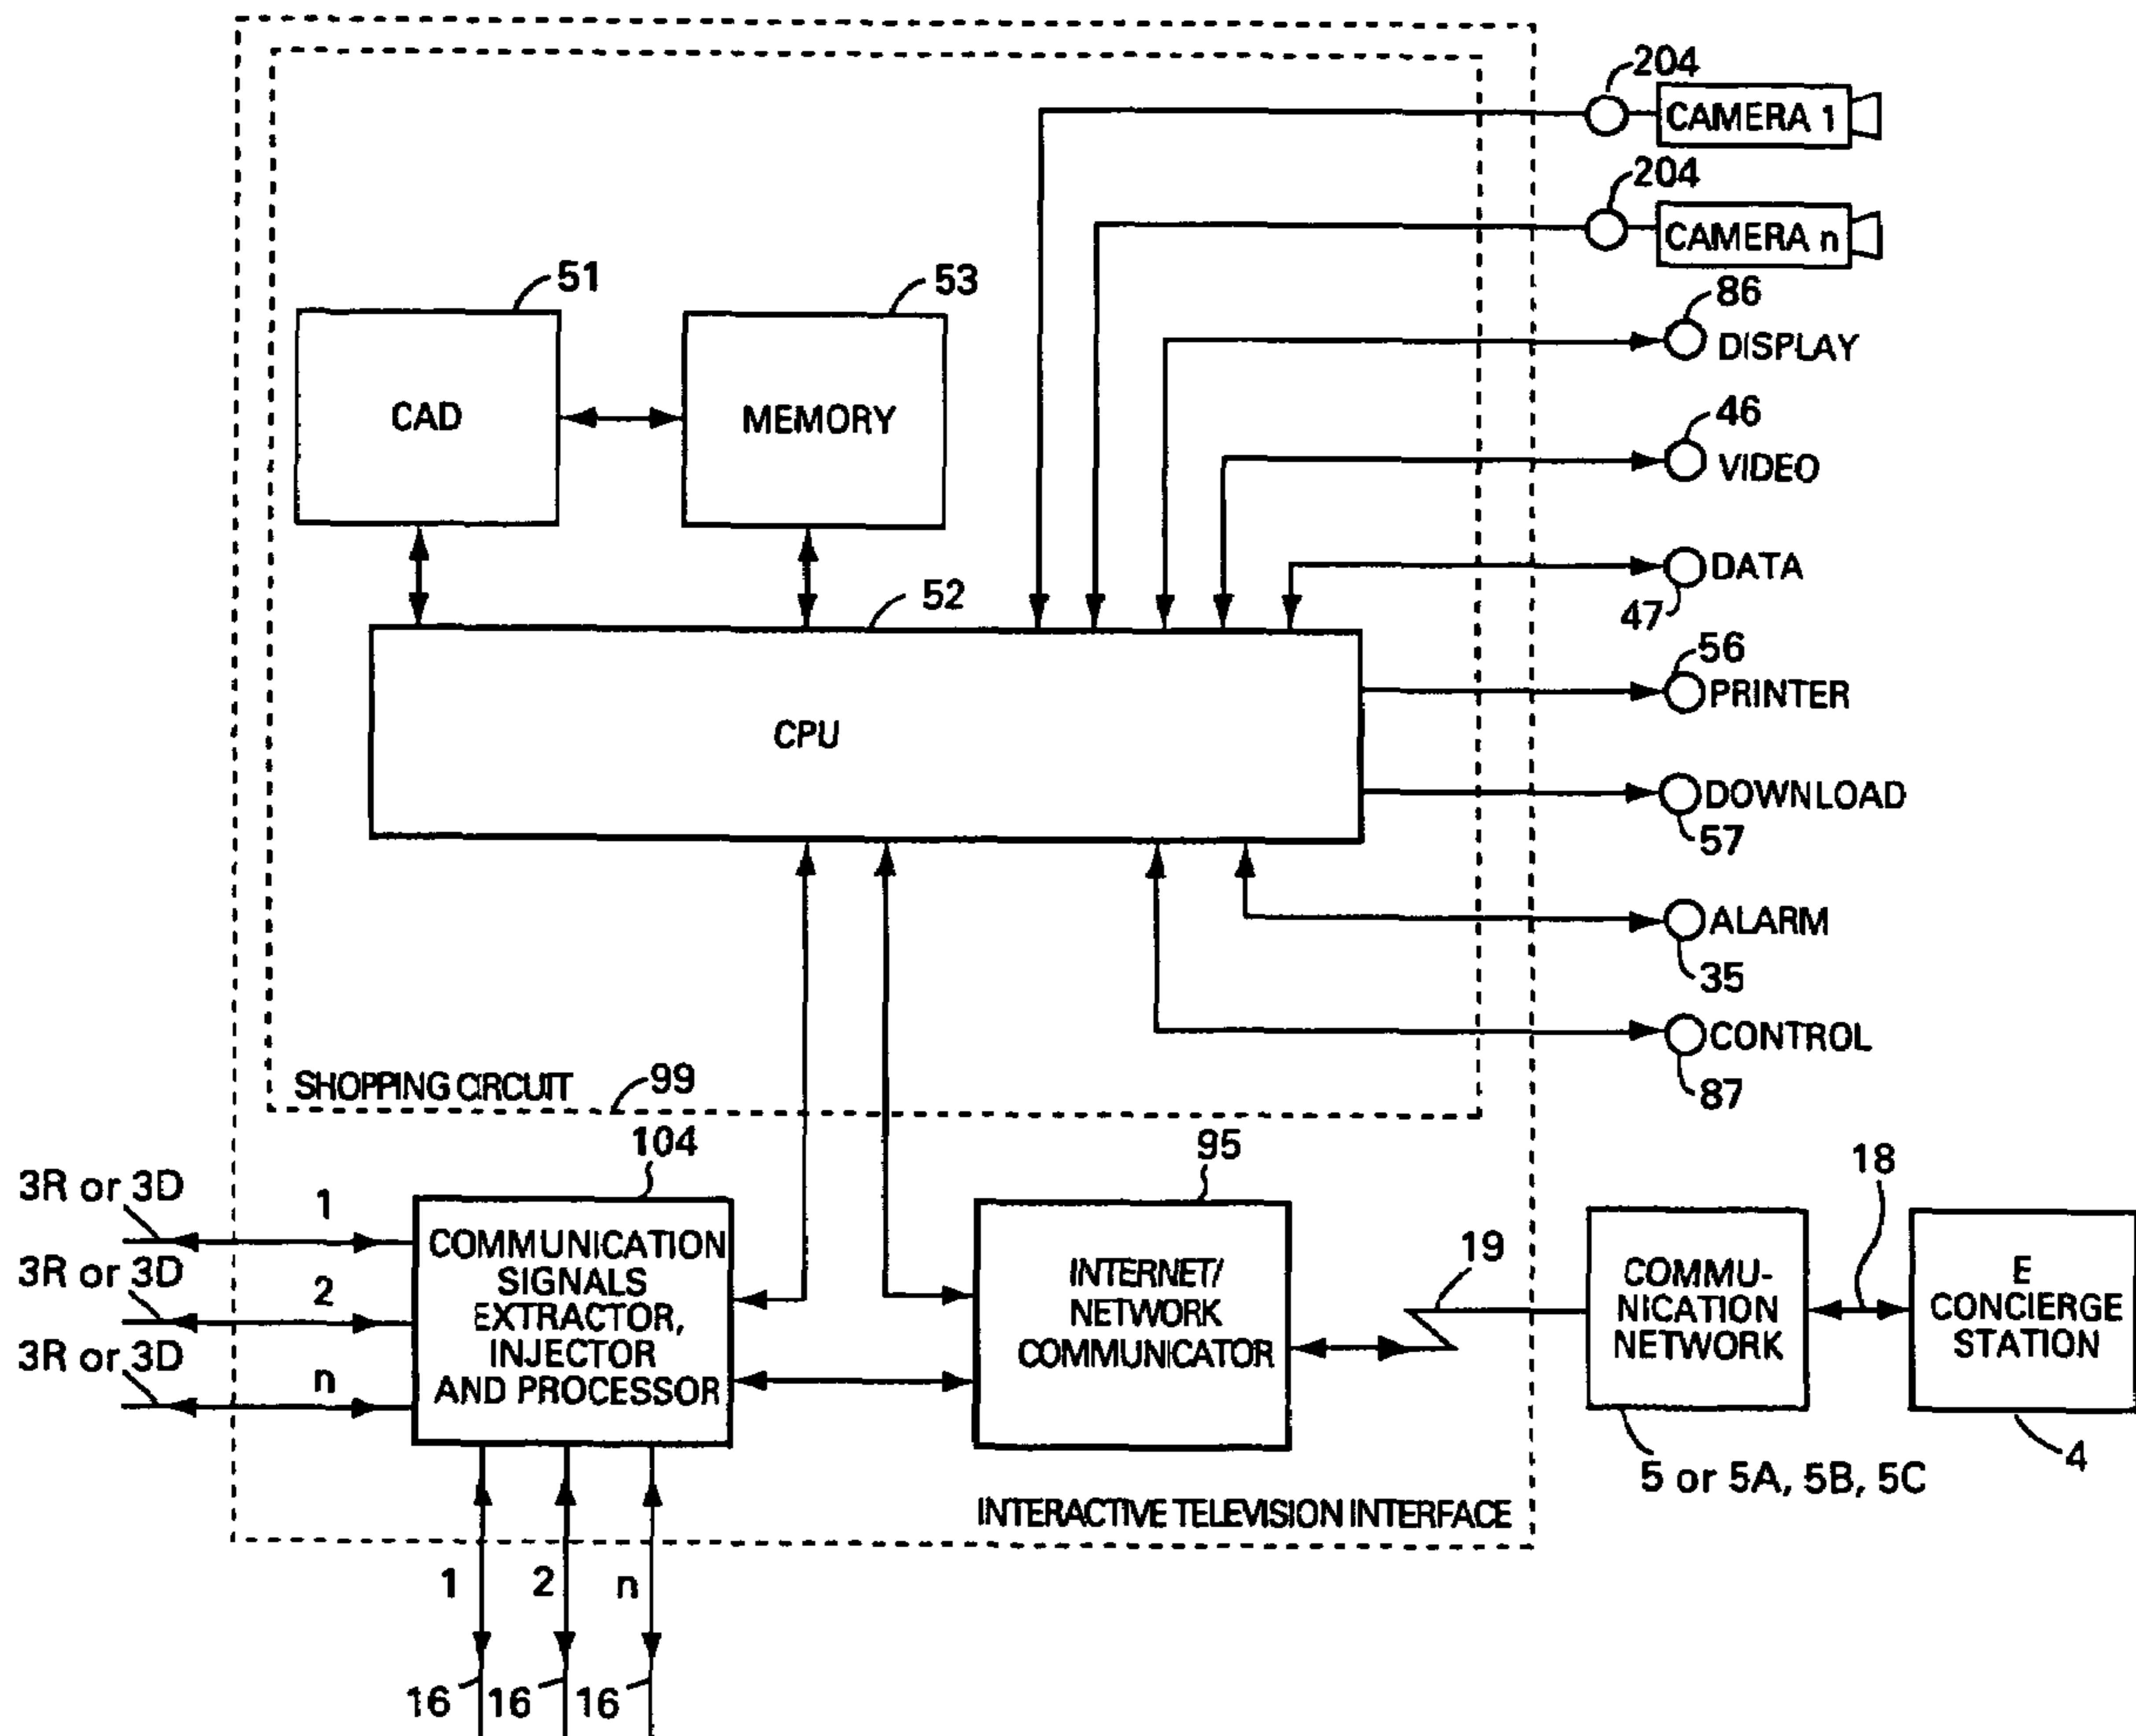 204
CAMERA 1
204
CAMERA n
86
DISPLAY
51
53
46
VIDEO
CAD
MEMORY
DATA
47
52
56
PRINTER
CPU
DOWNLOAD
57
ALARM
35
CONTROL
87
SHOPPING CIRCUIT
99
104
95
18
3R or 3D
1
3R or 3D
2
3R or 3D
n
COMMUNICATION
SIGNALS
EXTRACTOR,
INJECTOR
AND PROCESSOR
INTERNET/
NETWORK
COMMUNICATOR
19
COMMU-
NICATION
NETWORK
E
CONCIERGE
STATION
5 or 5A, 5B, 5C
4
INTERACTIVE TELEVISION INTERFACE
1
2
n
16
16
16